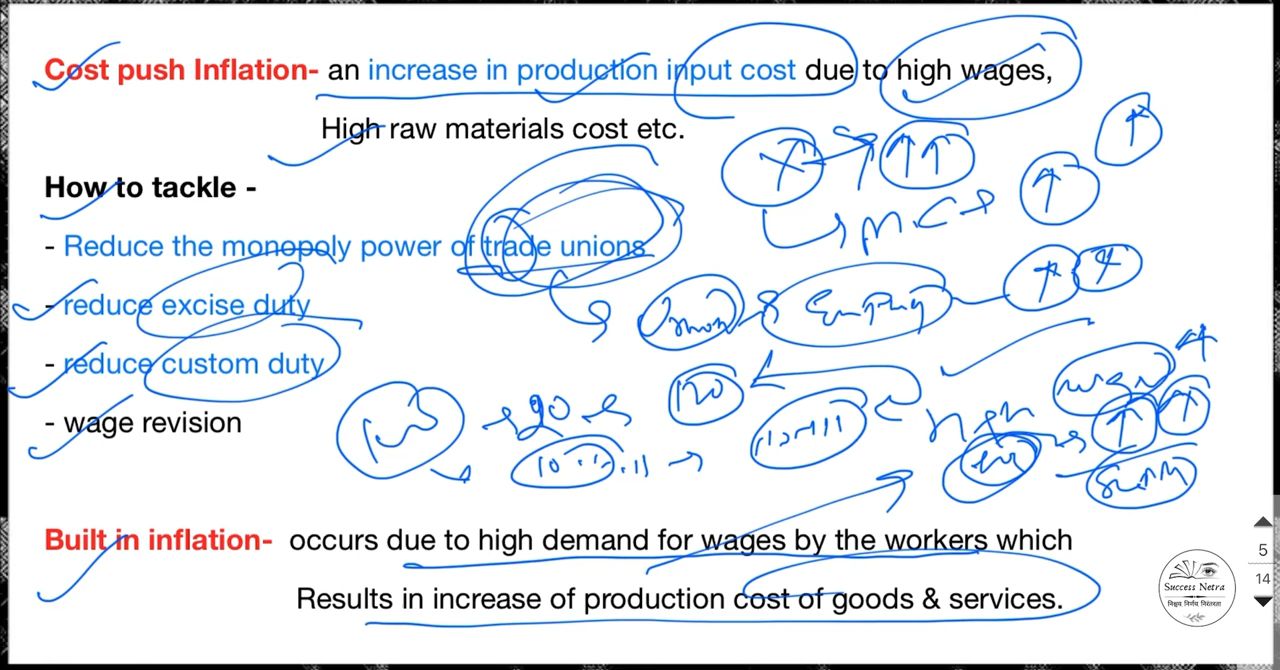 Cost push Inflation- an increase in production input cost due to high wages,
High raw materials cost etc.
How to tackle -
- Reduce the monopoly power of trade unions
- reduce excise duty
- reduce custom duty
- wage revision
120
Built in inflation- occurs due to high demand for wages by the workers which
Results in increase of production cost of goods & services.
5
14
Success Netra